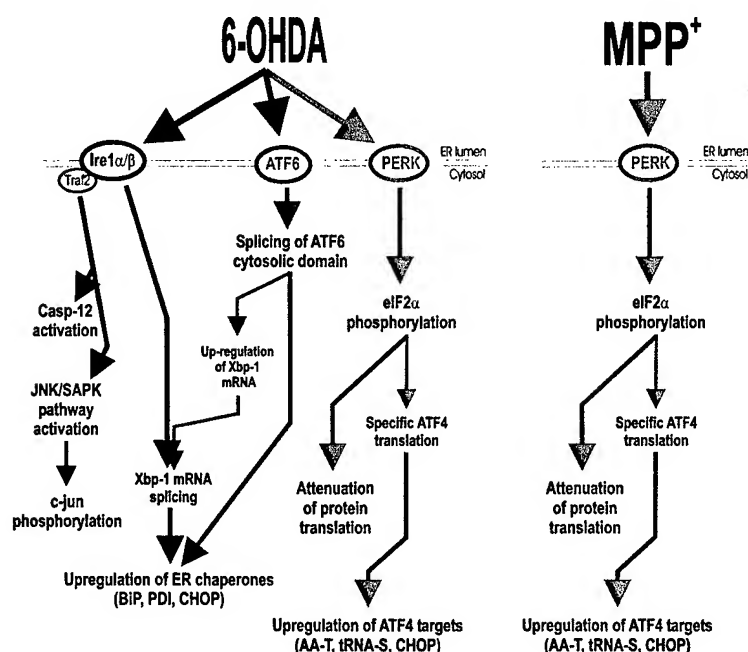 6-OHDA
MPP+
Ire1α/β
Traf2
ATF6
PERK
ER lumen
Cytosol
PERK
ER lumen
Cytosol
Splicing of ATF6
cytosolic domain
Casp-12
activation
Up-regulation
of Xbp-1
mRNA
eIF2α
phosphorylation
eIF2α
phosphorylation
JNK/SAPK
pathway
activation
Specific ATF4
translation
Specific ATF4
translation
c-jun
phosphorylation
Xbp-1 mRNA
splicing
Attenuation
of protein
translation
Attenuation
of protein
translation
Upregulation of ER chaperones
(BiP, PDI, CHOP)
Upregulation of ATF4 targets
(AA-T, tRNA-S, CHOP)
Upregulation of ATF4 targets
(AA-T, tRNA-S, CHOP)